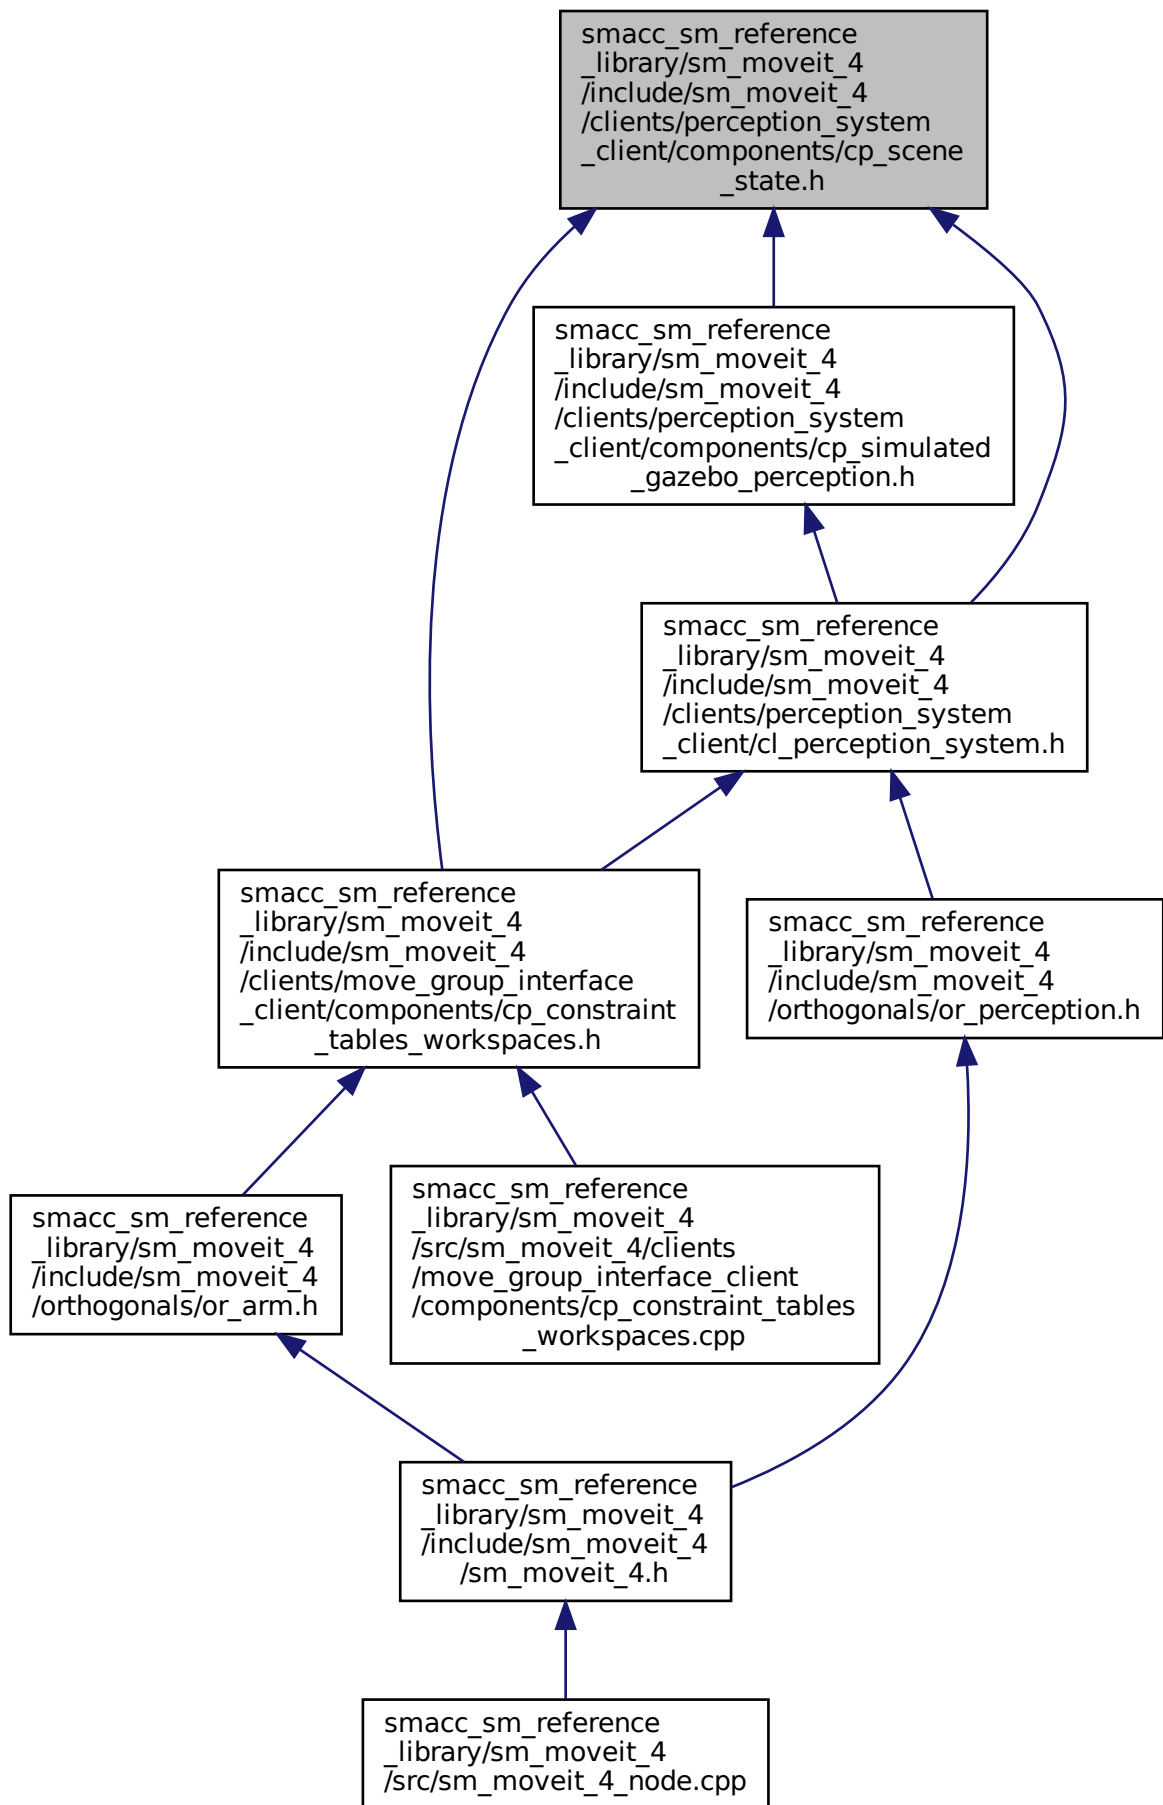 smacc_sm_reference
_library/sm_moveit_4
/include/sm_moveit_4
/clients/perception_system
_client/components/cp_scene
_state.h
smacc_sm_reference
_library/sm_moveit_4
/include/sm_moveit_4
/clients/perception_system
_client/components/cp_simulated
_gazebo_perception.h
smacc_sm_reference
_library/sm_moveit_4
/include/sm_moveit_4
/clients/perception_system
_client/cl_perception_system.h
smacc_sm_reference
_library/sm_moveit_4
/include/sm_moveit_4
/clients/move_group_interface
_client/components/cp_constraint
_tables_workspaces.h
smacc_sm_reference
_library/sm_moveit_4
/include/sm_moveit_4
/orthogonals/or_perception.h
smacc_sm_reference
_library/sm_moveit_4
/include/sm_moveit_4
/orthogonals/or_arm.h
smacc_sm_reference
_library/sm_moveit_4
/src/sm_moveit_4/clients
/move_group_interface_client
/components/cp_constraint_tables
_workspaces.cpp
smacc_sm_reference
_library/sm_moveit_4
/include/sm_moveit_4
/sm_moveit_4.h
smacc_sm_reference
_library/sm_moveit_4
/src/sm_moveit_4_node.cpp